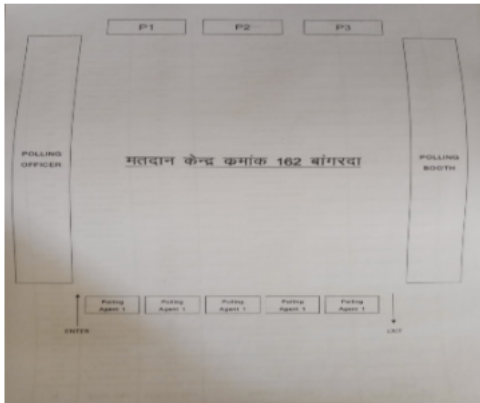 P1 P2 P3
POLLING
OFFICER
मतदान केन्द्र कमांक 162 बांगरदा
POLLING
BOOTH
Polling
Agent 1
Polling
Agent 1
Polling
Agent 1
Polling
Agent 1
Polling
Agent 1
ENTER
EXIT